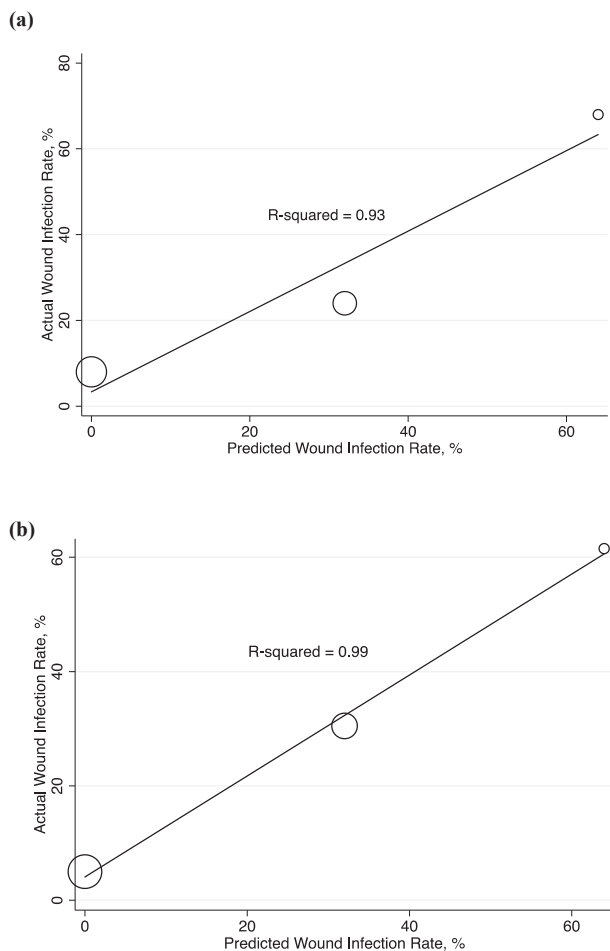 (a)
80
60
40
20
0
Actual Wound Infection Rate, %
R-squared = 0.93
0 20 40 60
Predicted Wound Infection Rate, %
(b)
60
40
20
0
Actual Wound Infection Rate, %
R-squared = 0.99
0 20 40 60
Predicted Wound Infection Rate, %